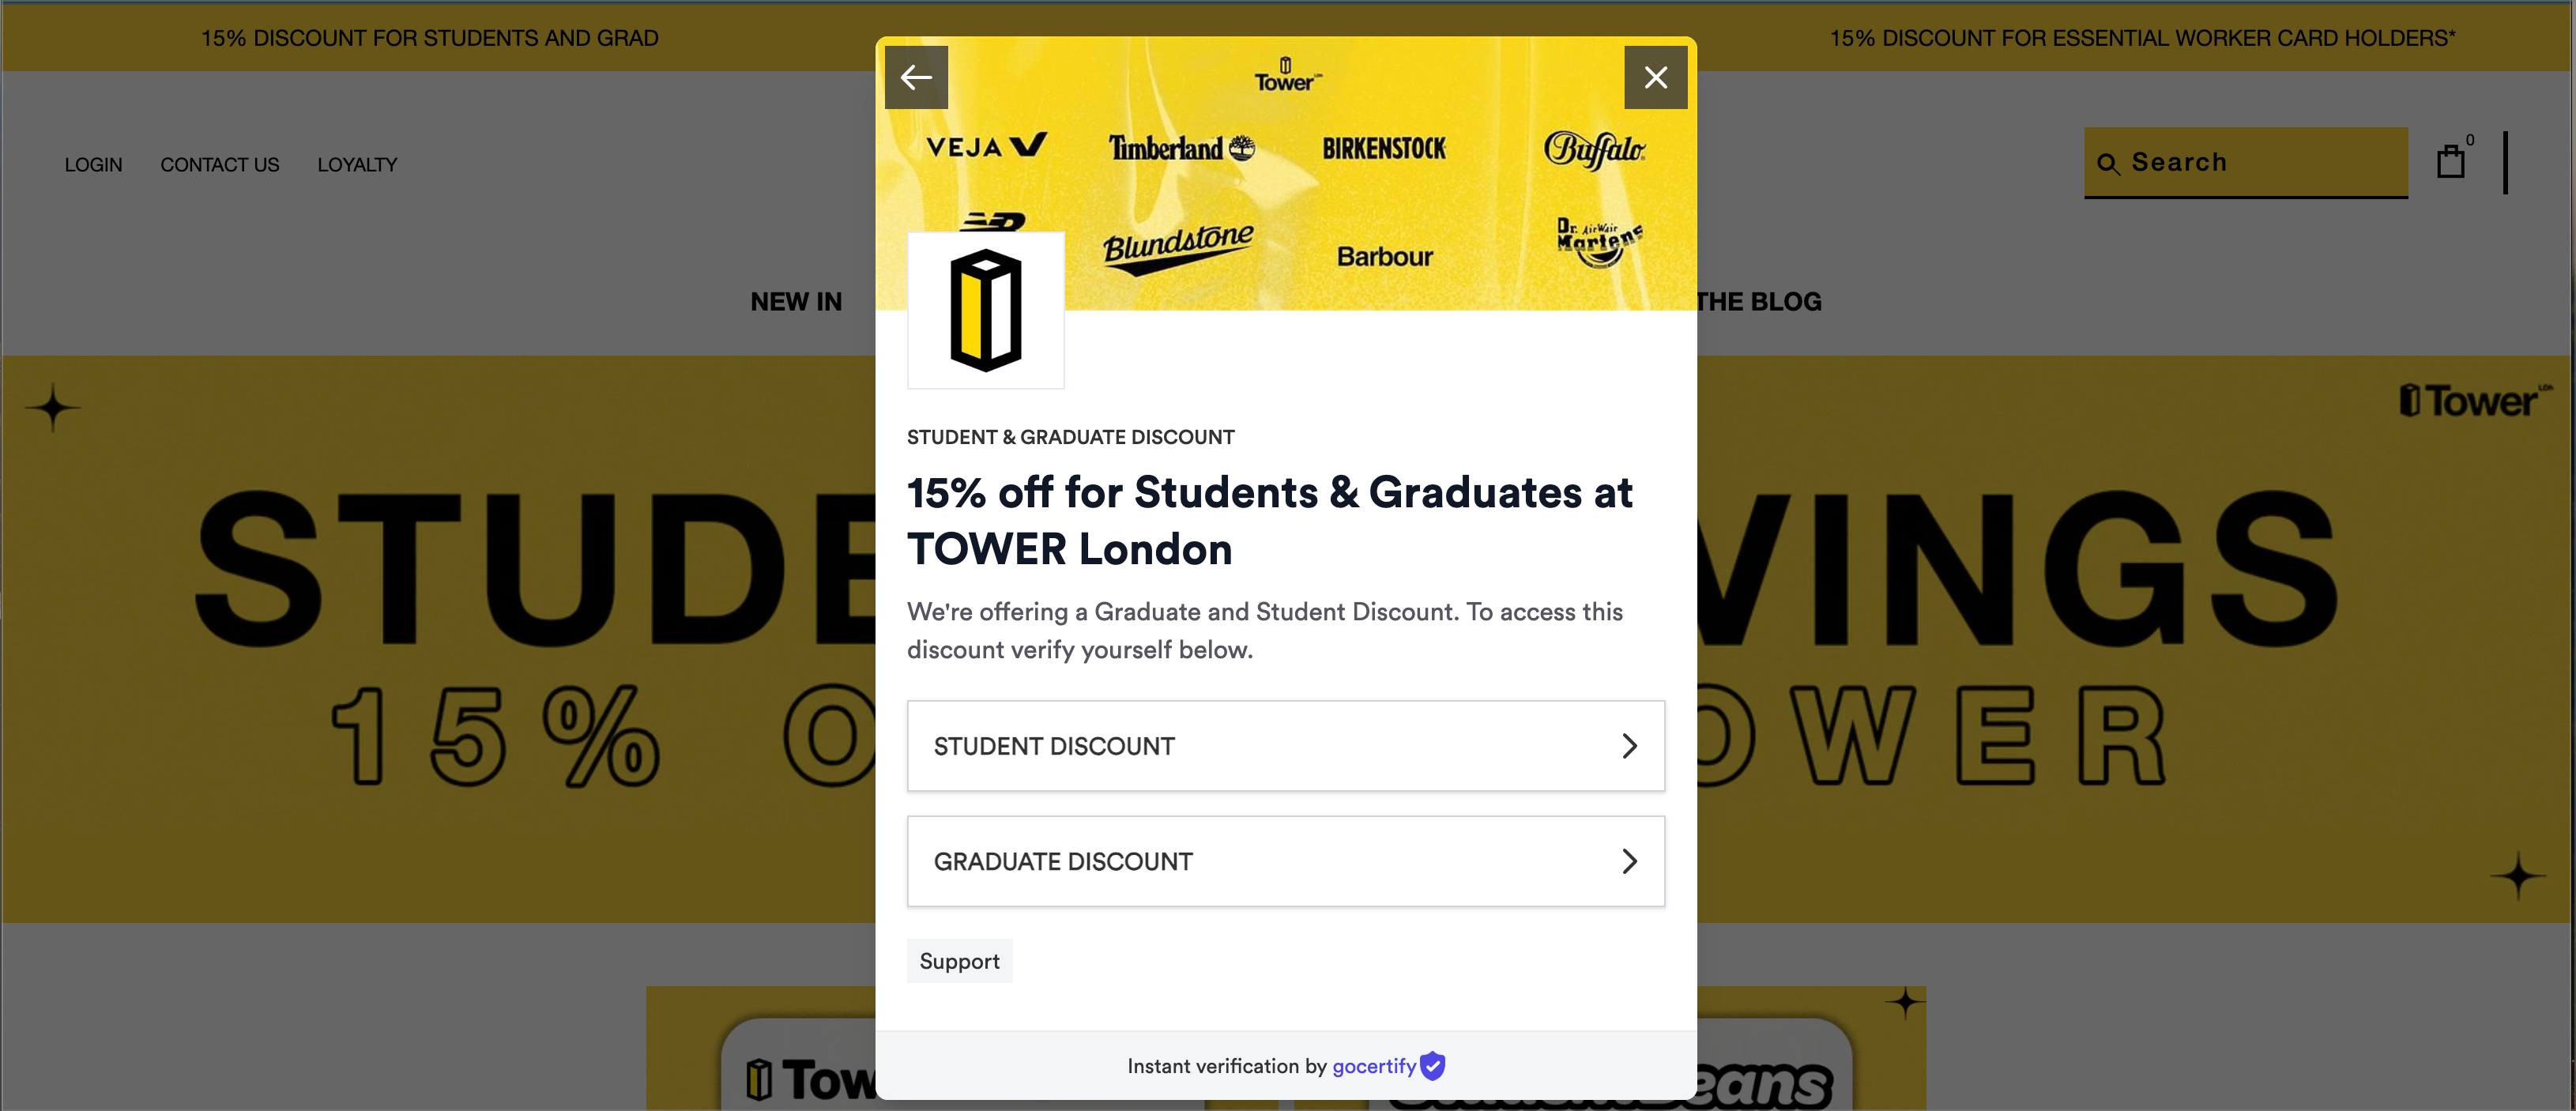 15% DISCOUNT FOR STUDENTS AND GRAD
15% DISCOUNT FOR ESSENTIAL WORKER CARD HOLDERS*
LOGIN CONTACT US LOYALTY
Search
0
NEW IN
THE BLOG
Tower LDN
VEJA Timberland BIRKENSTOCK Buffalo
Blundstone Barbour Dr. AirWair Martens
STUDENT & GRADUATE DISCOUNT
15% off for Students & Graduates at
TOWER London
We're offering a Graduate and Student Discount. To access this
discount verify yourself below.
STUDENT DISCOUNT
GRADUATE DISCOUNT
Support
Instant verification by gocertify
Tower LDN
STUDE
VINGS
15% O
OWER
Tow
eans